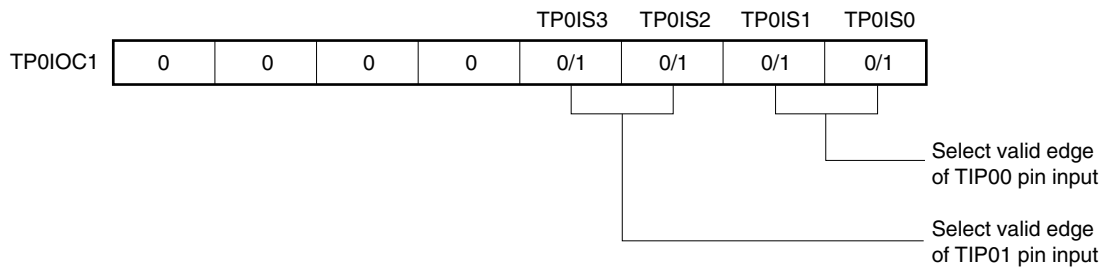 TP0IS3 TP0IS2 TP0IS1 TP0IS0
TP0IOC1 0 0 0 0 0/1 0/1 0/1 0/1
Select valid edge
of TIP00 pin input
Select valid edge
of TIP01 pin input